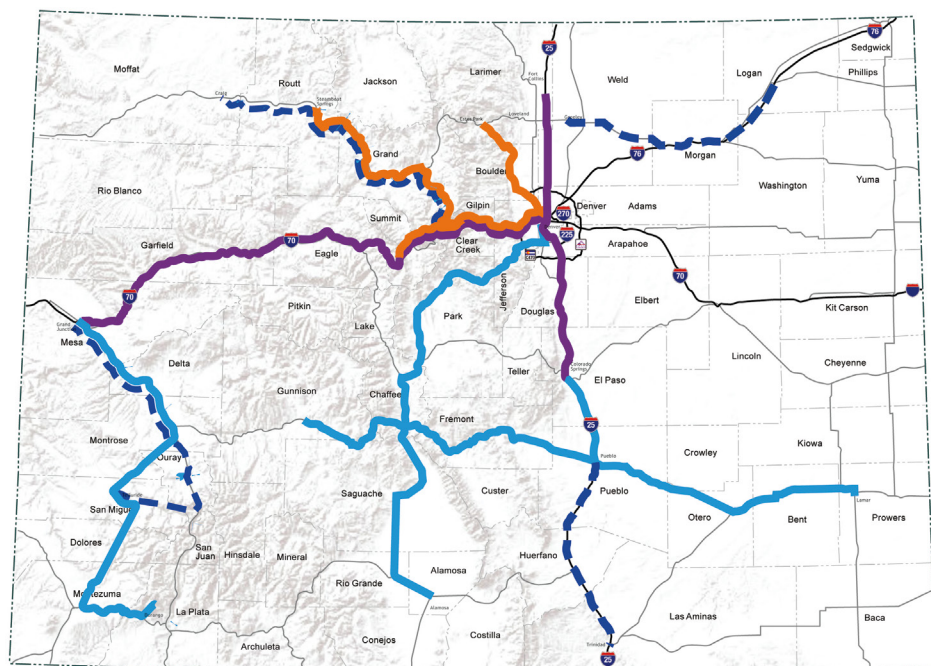 76
Sedgwick
25
Larimer
Logan
Moffat
Jackson
Weld
Phillips
Routt
Fort
Collins
Craig
Steamboat
Springs
Estes Park
Loveland
Greeley
Grand
76
Morgan
Boulder
Yuma
Washington
Rio Blanco
Gilpin
270
Denver
Adams
Summit
225
Garfield
70
Eagle
Clear
Creek
Arapahoe
70
70
Jefferson
Elbert
Pitkin
Douglas
Park
Kit Carson
Grand
Junction
Lake
Mesa
Lincoln
Delta
Colorado
Springs
Cheyenne
Teller
El Paso
Gunnison
Chaffee
Fremont
25
Montrose
Kiowa
Crowley
Ouray
Pueblo
Saguache
Custer
Pueblo
San Miguel
Lamar
Otero
Bent
Prowers
Dolores
San
Juan
Hinsdale
Mineral
Huerfano
Alamosa
Rio Grande
Montezuma
La Plata
Durango
Alamosa
Las Aminas
Baca
Conejos
Costilla
Archuleta
Trinidad
25